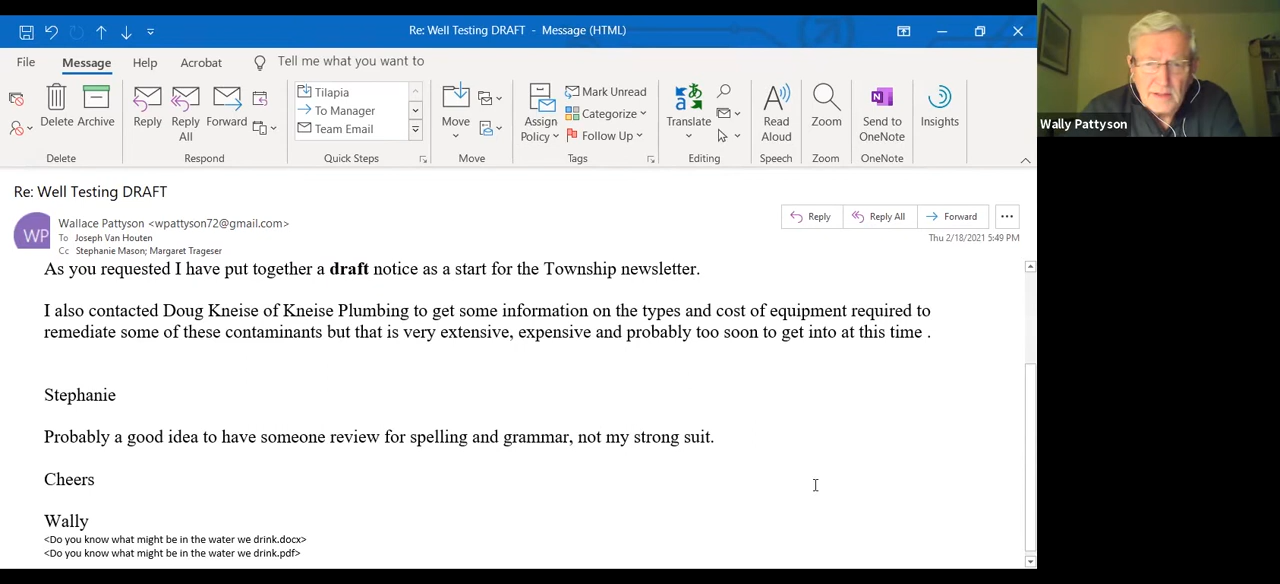 Re: Well Testing DRAFT - Message (HTML)
File Message Help Acrobat Tell me what you want to
Delete Archive
Reply Reply All Forward
Tilapia
To Manager
Team Email
Move
Assign Policy
Mark Unread
Categorize
Follow Up
Translate
Read Aloud
Zoom
Send to OneNote
Insights
Delete Respond Quick Steps Move Tags Editing Speech Zoom OneNote
Re: Well Testing DRAFT
WP
Wallace Pattyson <wpattyson72@gmail.com>
To Joseph Van Houten
Cc Stephanie Mason; Margaret Trageser
Reply Reply All Forward
Thu 2/18/2021 5:49 PM
As you requested I have put together a draft notice as a start for the Township newsletter.
I also contacted Doug Kneise of Kneise Plumbing to get some information on the types and cost of equipment required to
remediate some of these contaminants but that is very extensive, expensive and probably too soon to get into at this time .
Stephanie
Probably a good idea to have someone review for spelling and grammar, not my strong suit.
Cheers
Wally
<Do you know what might be in the water we drink.docx>
<Do you know what might be in the water we drink.pdf>
Wally Pattyson